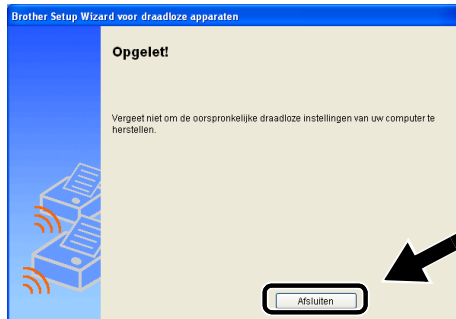 Brother Setup Wizard voor draadloze apparaten
Opgelet!
Vergeet niet om de oorspronkelijke draadloze instellingen van uw computer te
herstellen.
Afsluiten